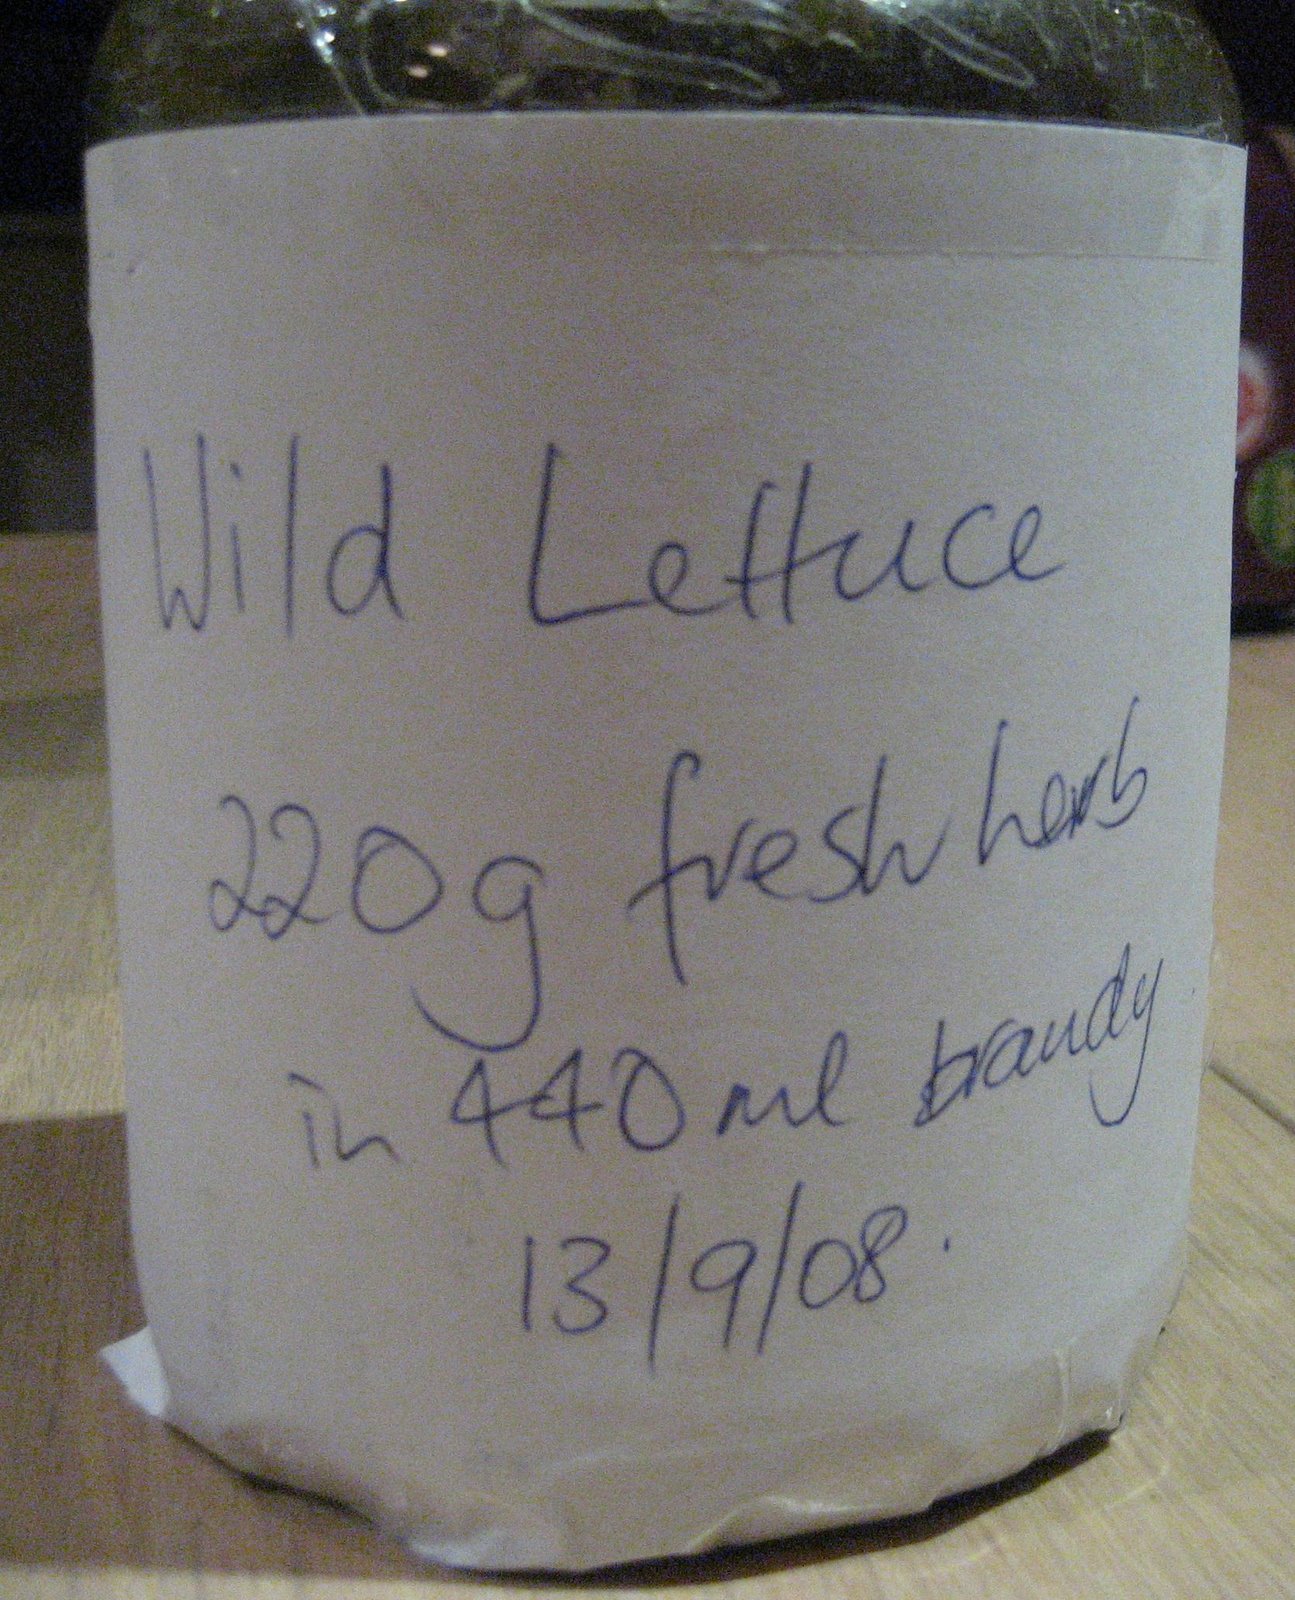 Wild Lettuce
220g fresh herb
in 440ml brandy
13/9/08.